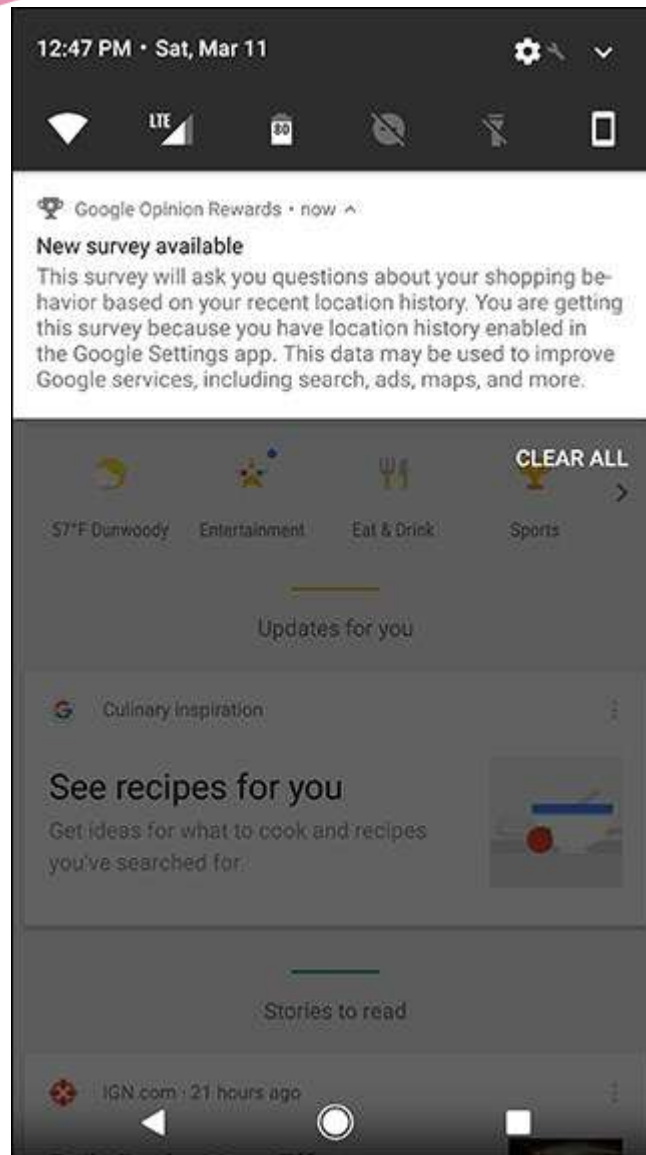 12:47 PM • Sat, Mar 11
LTE
80
Google Opinion Rewards • now
New survey available
This survey will ask you questions about your shopping be-
havior based on your recent location history. You are getting
this survey because you have location history enabled in
the Google Settings app. This data may be used to improve
Google services, including search, ads, maps, and more.
CLEAR ALL
57°F Dunwoody Entertainment Eat & Drink Sports
Updates for you
G Culinary inspiration
See recipes for you
Get ideas for what to cook and recipes
you've searched for
Stories to read
IGN.com • 21 hours ago